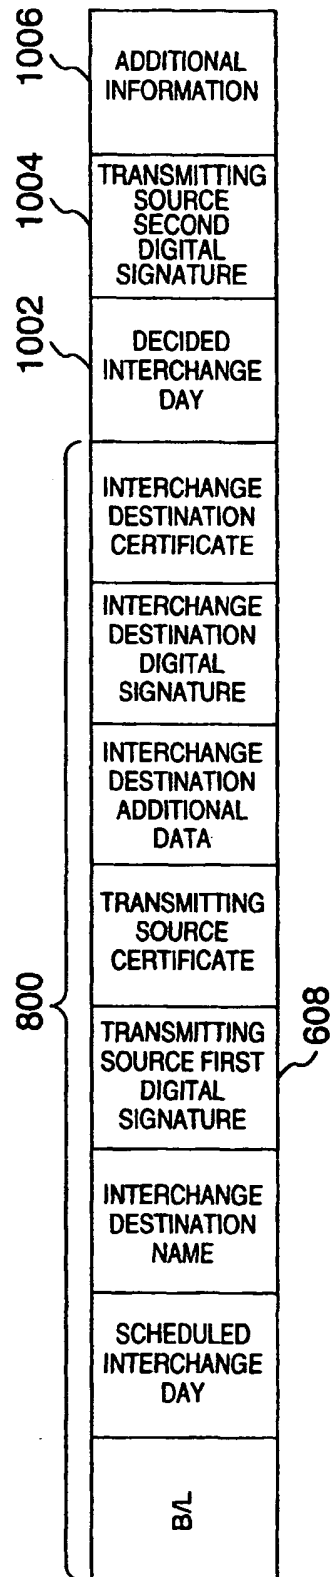 1006
ADDITIONAL
INFORMATION
1004
TRANSMITTING
SOURCE
SECOND
DIGITAL
SIGNATURE
1002
DECIDED
INTERCHANGE
DAY
800
INTERCHANGE
DESTINATION
CERTIFICATE
INTERCHANGE
DESTINATION
DIGITAL
SIGNATURE
INTERCHANGE
DESTINATION
ADDITIONAL
DATA
TRANSMITTING
SOURCE
CERTIFICATE
TRANSMITTING
SOURCE FIRST
DIGITAL
SIGNATURE
608
INTERCHANGE
DESTINATION
NAME
SCHEDULED
INTERCHANGE
DAY
B/L